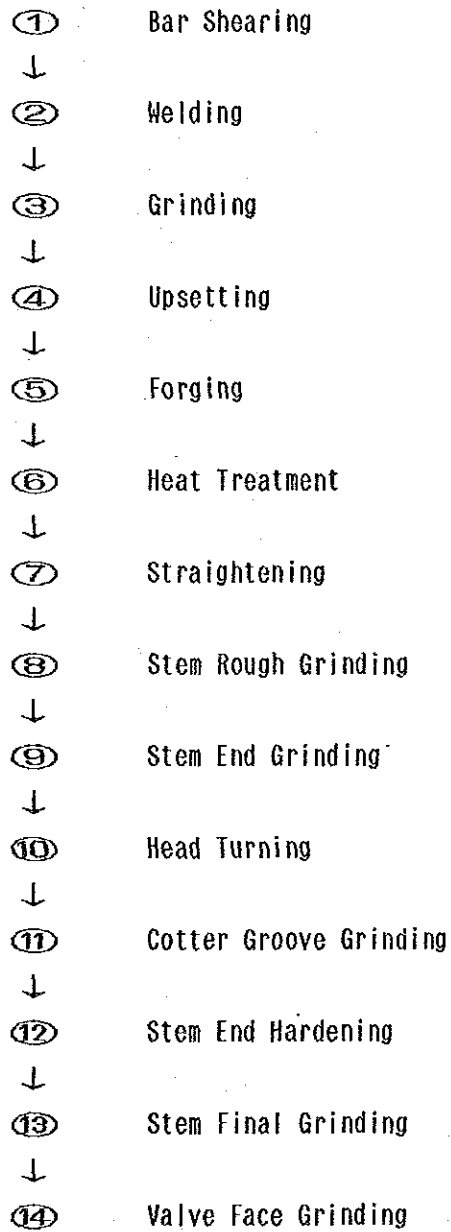 ① Bar Shearing
↓
② Welding
↓
③ Grinding
↓
④ Upsetting
↓
⑤ Forging
↓
⑥ Heat Treatment
↓
⑦ Straightening
↓
⑧ Stem Rough Grinding
↓
⑨ Stem End Grinding
↓
⑩ Head Turning
↓
⑪ Cotter Groove Grinding
↓
⑫ Stem End Hardening
↓
⑬ Stem Final Grinding
↓
⑭ Valve Face Grinding